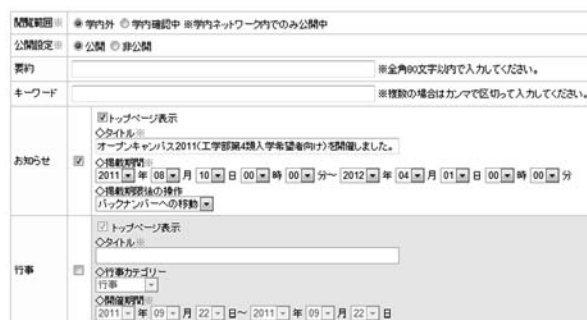 閲覧範囲※ 学内外 学内確認中 ※学内ネットワーク内でのみ公開中
公開設定※ 公開 非公開
要約 ※全角80文字以内で入力してください。
キーワード ※複数の場合はカンマで区切って入力してください。
トップページ表示
◇タイトル※
オープンキャンパス2011(工学部第4類入学希望者向け)を開催しました。
お知らせ
◇掲載期間※
2011 年 08 月 10 日 00 時 00 分~ 2012 年 04 月 01 日 00 時 00 分
◇掲載期限後の操作
バックナンバーへの移動
トップページ表示
◇タイトル※
行事
◇行事カテゴリー
行事
◇開催期間※
2011 年 09 月 22 日~ 2011 年 09 月 22 日